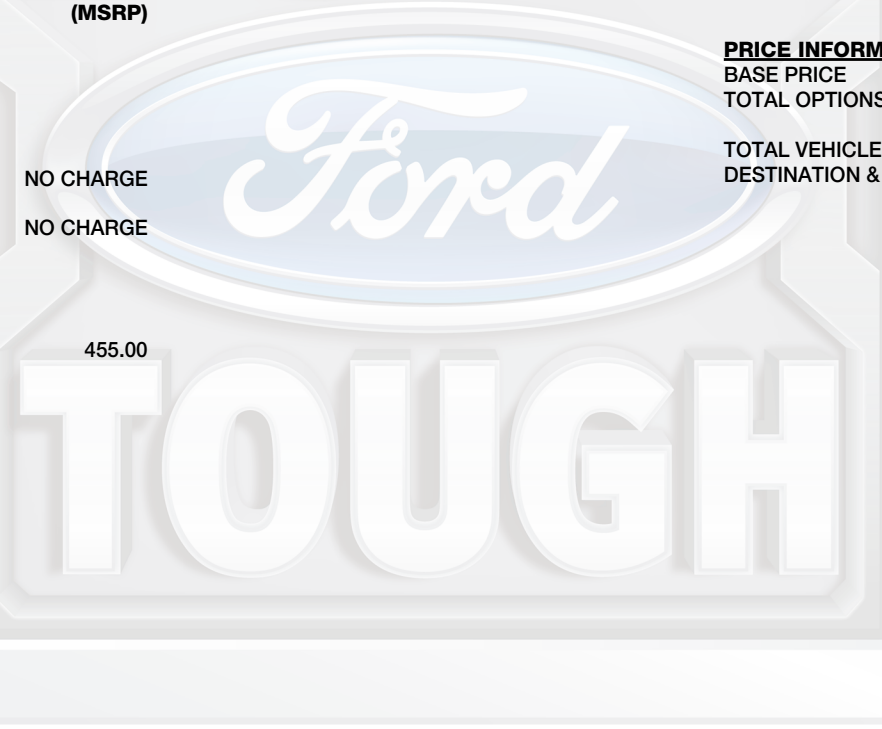 (MSRP)
NO CHARGE
NO CHARGE
455.00
PRICE INFORM
BASE PRICE
TOTAL OPTIONS
TOTAL VEHICLE
DESTINATION &
Ford
TOUGH